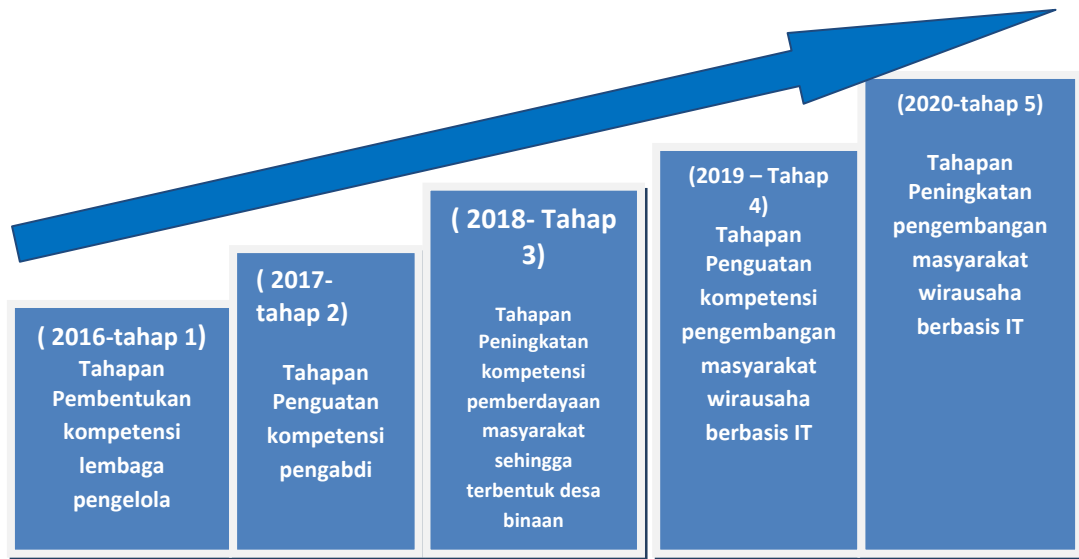 ( 2016-tahap 1)
Tahapan
Pembentukan
kompetensi
lembaga
pengelola
( 2017-
tahap 2)
Tahapan
Penguatan
kompetensi
pengabdi
( 2018- Tahap
3)
Tahapan
Peningkatan
kompetensi
pemberdayaan
masyarakat
sehingga
terbentuk desa
binaan
(2019 – Tahap
4)
Tahapan
Penguatan
kompetensi
pengembangan
masyarakat
wirausaha
berbasis IT
(2020-tahap 5)
Tahapan
Peningkatan
pengembangan
masyarakat
wirausaha
berbasis IT